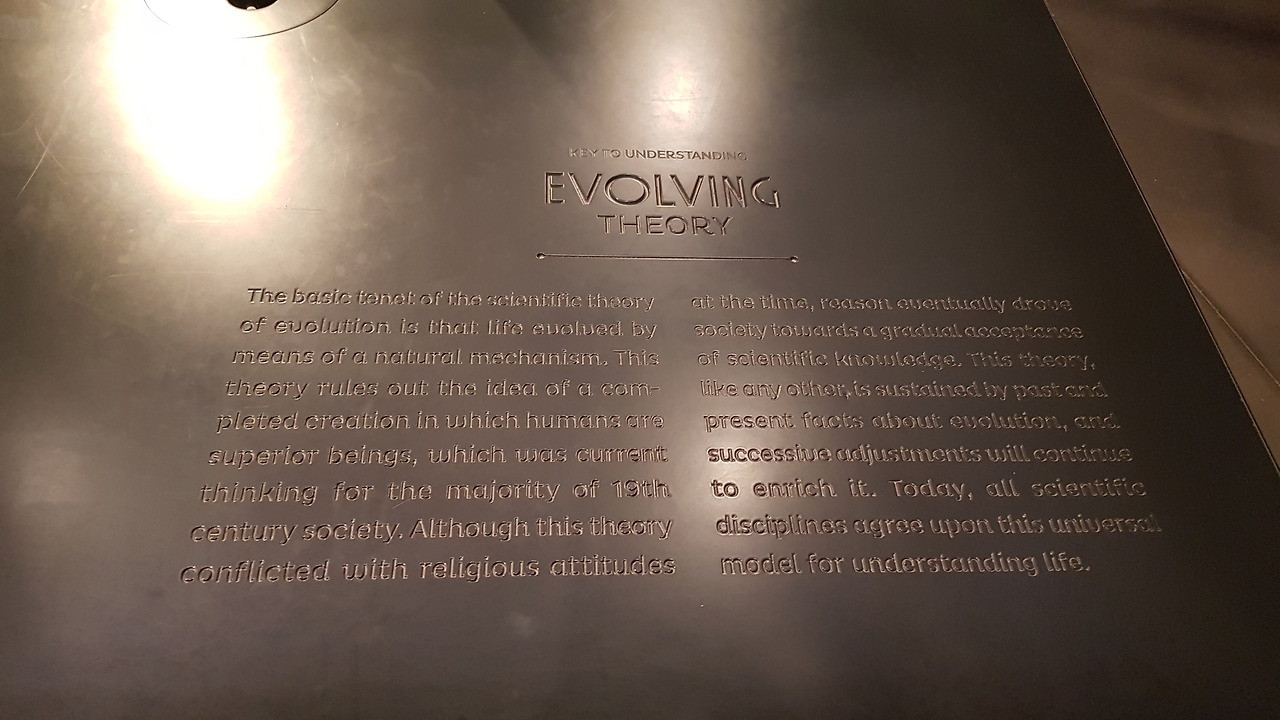 KEY TO UNDERSTANDING
EVOLVING
THEORY
The basic tenet of the scientific theory
of evolution is that life evolved by
means of a natural mechanism. This
theory rules out the idea of a com-
pleted creation in which humans are
superior beings, which was current
thinking for the majority of 19th
century society. Although this theory
conflicted with religious attitudes
at the time, reason eventually drove
society towards a gradual acceptance
of scientific knowledge. This theory,
like any other, is sustained by past and
present facts about evolution, and
successive adjustments will continue
to enrich it. Today, all scientific
disciplines agree upon this universal
model for understanding life.